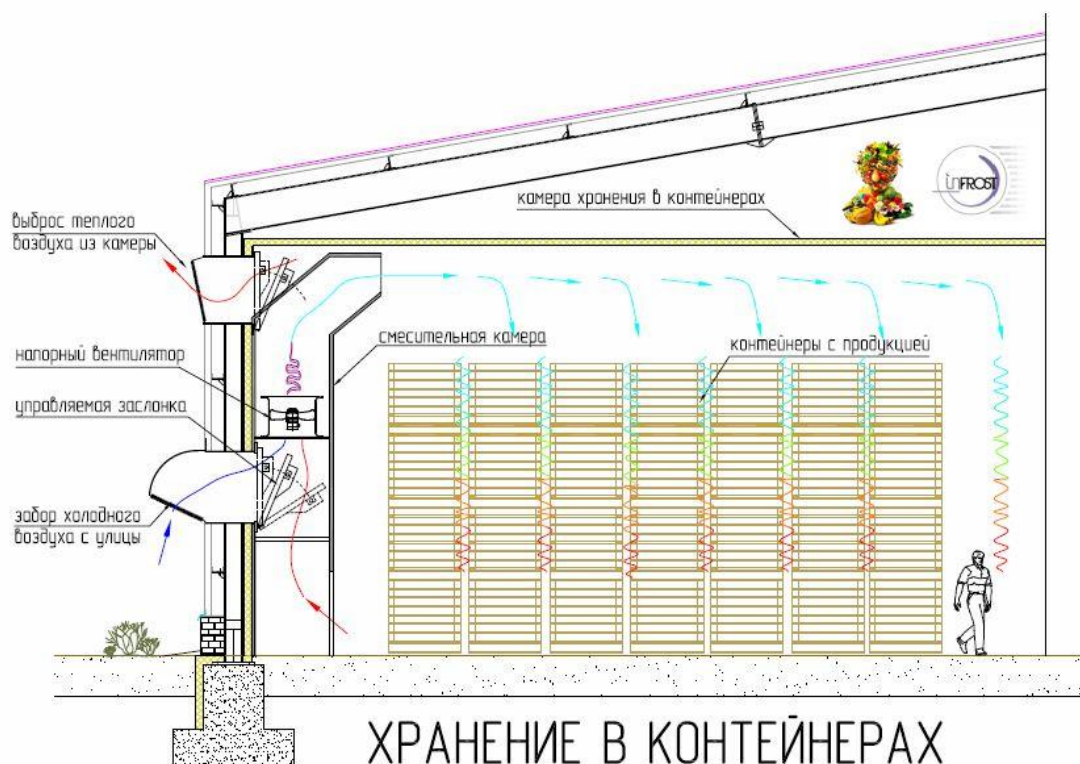 inFROST
камера хранения в контейнерах
выброс теплого
воздуха из камеры
смесительная камера
контейнеры с продукцией
напорный вентилятор
управляемая заслонка
забор холодного
воздуха с улицы
ХРАНЕНИЕ В КОНТЕЙНЕРАХ